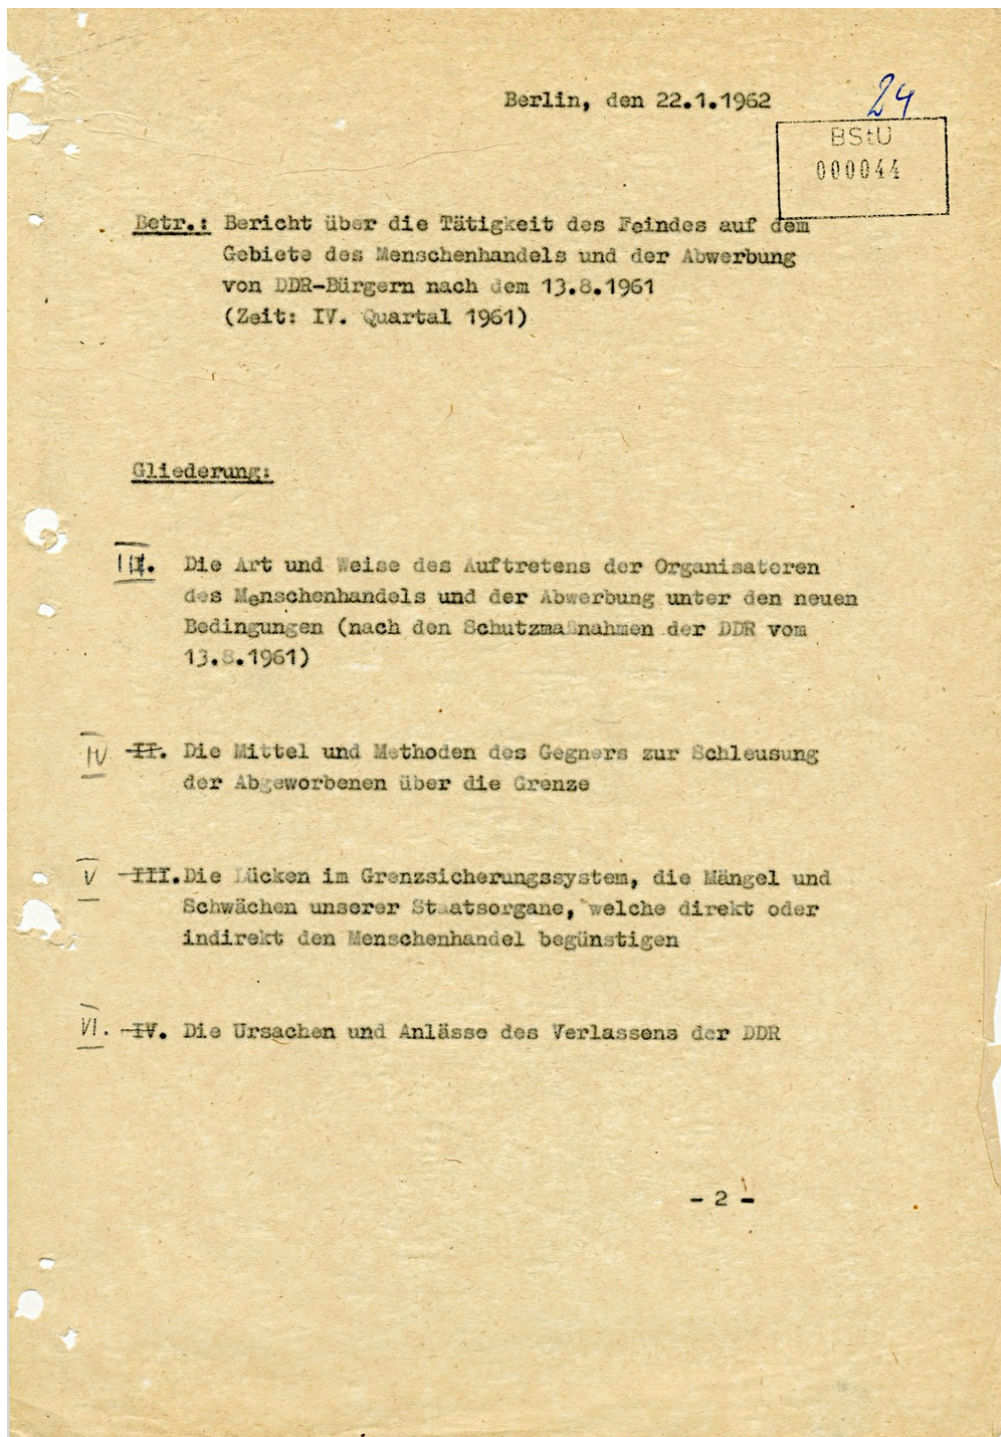 Berlin, den 22.1.1962
24
BStU
000044
Betr.: Bericht über die Tätigkeit des Feindes auf dem
Gebiete des Menschenhandels und der Abwerbung
von DDR-Bürgern nach dem 13.8.1961
(Zeit: IV. Quartal 1961)
Gliederung:
III. Die Art und Weise des Auftretens der Organisatoren
des Menschenhandels und der Abwerbung unter den neuen
Bedingungen (nach den Schutzmaßnahmen der DDR vom
13.8.1961)
IV II. Die Mittel und Methoden des Gegners zur Schleusung
der Abgeworbenen über die Grenze
V III. Die Lücken im Grenzsicherungssystem, die Mängel und
Schwächen unserer Staatsorgane, welche direkt oder
indirekt den Menschenhandel begünstigen
VI. IV. Die Ursachen und Anlässe des Verlassens der DDR
- 2 -